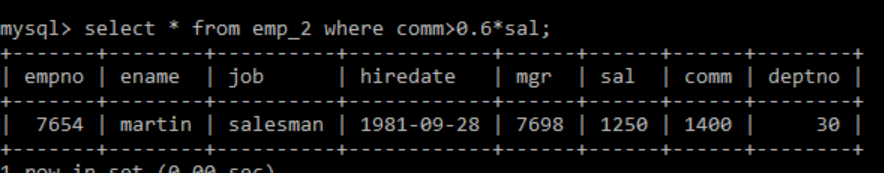 mysql> select * from emp_2 where comm>0.6*sal;
+-------+--------+----------+------------+------+------+------+--------+
| empno | ename  | job      | hiredate   | mgr  | sal  | comm | deptno |
+-------+--------+----------+------------+------+------+------+--------+
|  7654 | martin | salesman | 1981-09-28 | 7698 | 1250 | 1400 |     30 |
+-------+--------+----------+------------+------+------+------+--------+
1 row in set (0.00 sec)